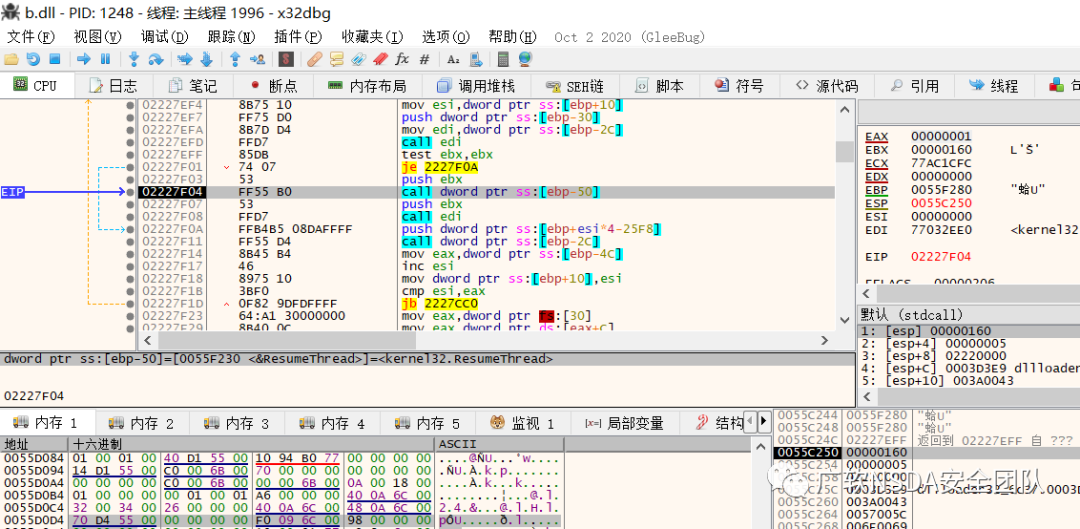 b.dll - PID: 1248 - 线程: 主线程 1996 - x32dbg
文件(F) 视图(V) 调试(D) 跟踪(N) 插件(P) 收藏夹(I) 选项(O) 帮助(H) Oct 2 2020 (GleeBug)
CPU 日志 笔记 断点 内存布局 调用堆栈 SEH链 脚本 符号 源代码 引用 线程
02227EF4 8B75 10 mov esi,dword ptr ss:[ebp+10]
02227EF7 FF75 D0 push dword ptr ss:[ebp-30]
02227EFA 8B7D D4 mov edi,dword ptr ss:[ebp-2C]
02227EFD FFD7 call edi
02227EFF 85DB test ebx,ebx
02227F01 74 07 je 2227F0A
02227F03 53 push ebx
EIP 02227F04 FF55 B0 call dword ptr ss:[ebp-50]
02227F07 53 push ebx
02227F08 FFD7 call edi
02227F0A FFB4B5 08DAFFFF push dword ptr ss:[ebp+esi*4-25F8]
02227F11 FF55 D4 call dword ptr ss:[ebp-2C]
02227F14 8B45 B4 mov eax,dword ptr ss:[ebp-4C]
02227F17 46 inc esi
02227F18 8975 10 mov dword ptr ss:[ebp+10],esi
02227F1B 3BF0 cmp esi,eax
02227F1D 0F82 9DFDFFFF jb 2227CC0
02227F23 64:A1 30000000 mov eax,dword ptr fs:[30]
02227F29 8B40 0C mov eax,dword ptr ds:[eax+C]
EAX 00000001
EBX 00000160 L'Š'
ECX 77AC1CFC
EDX 00000000
EBP 0055F280 "蛤U"
ESP 0055C250
ESI 00000000
EDI 77032EE0 <kernel32
EIP 02227F04
EFLAGS 00000206
默认 (stdcall)
1: [esp] 00000160
2: [esp+4] 00000005
3: [esp+8] 02220000
4: [esp+C] 0003D3E9 dllloader
5: [esp+10] 003A0043
dword ptr ss:[ebp-50]=[0055F230 <&ResumeThread>]=<kernel32.ResumeThread>
02227F04
内存 1 内存 2 内存 3 内存 4 内存 5 监视 1 [x=] 局部变量 结构
地址 十六进制 ASCII
0055D084 01 00 01 00 40 D1 55 00 10 94 B0 77 00 00 00 00 ....@ÑU..'w....
0055D094 14 D1 55 00 C0 00 6B 00 70 00 00 00 00 00 00 00 .ÑU.À.k.p.......
0055D0A4 00 00 00 00 C0 00 6B 00 00 00 6B 00 0A 00 18 00
0055D0B4 01 00 00 00 01 00 01 00 A6 00 00 00 40 0A 6C 00 ........¦...@.l.
0055D0C4 32 00 34 00 26 00 00 00 40 0A 6C 00 48 0A 6C 00 2.4.&...@.l.H.l.
0055D0D4 70 D4 55 00 00 00 00 00 F0 09 6C 00 98 00 00 00 pÔU.....ð.l.....
0055C244 0055F280 "蛤U"
0055C248 0055F280 "蛤U"
0055C24C 02227EFF 返回到 02227EFF 自 ???
0055C250 00000160
00000005
0055C260 003A0043
0057005C
0055C268 006E0069